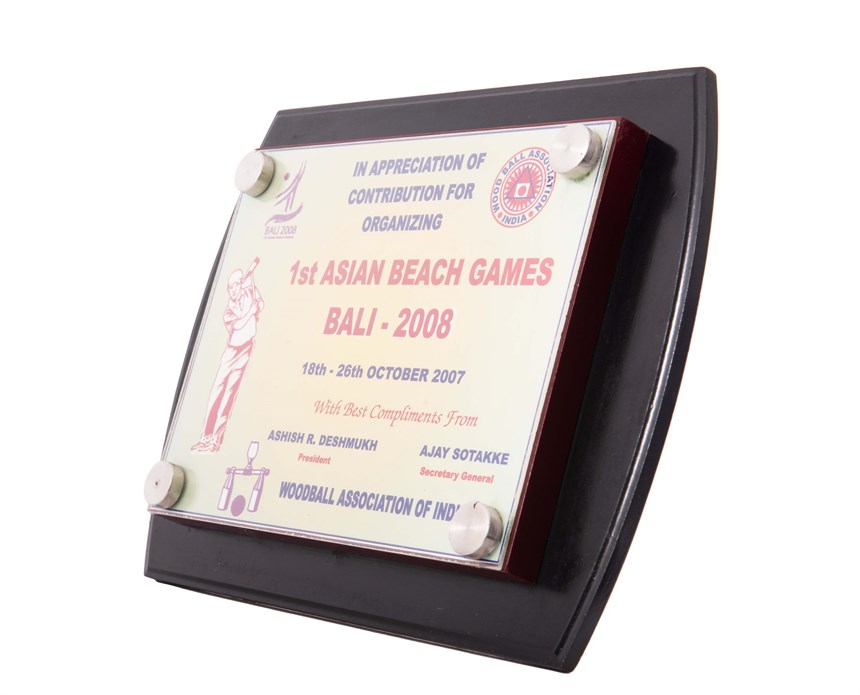 IN APPRECIATION OF
CONTRIBUTION FOR
ORGANIZING
WOOD BALL ASSOCIATION
INDIA
BALI 2008
1st ASIAN BEACH GAMES
BALI - 2008
18th - 26th OCTOBER 2007
With Best Compliments From
ASHISH R. DESHMUKH
President
AJAY SOTAKKE
Secretary General
WOODBALL ASSOCIATION OF